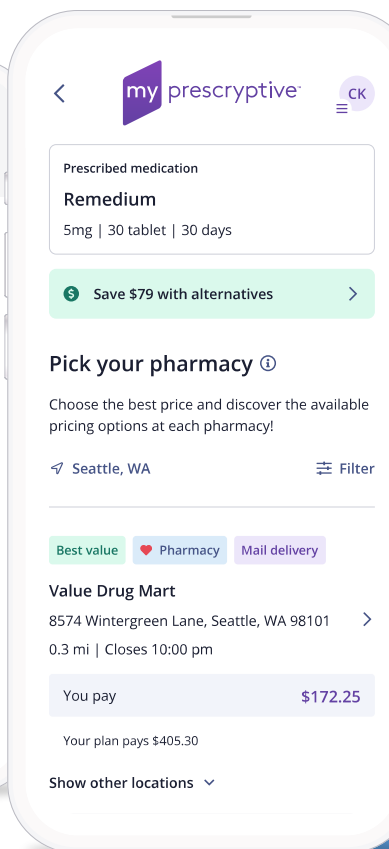 my prescryptive
CK
Prescribed medication
Remedium
5mg | 30 tablet | 30 days
Save $79 with alternatives
Pick your pharmacy
Choose the best price and discover the available
pricing options at each pharmacy!
Seattle, WA
Filter
Best value
Pharmacy
Mail delivery
Value Drug Mart
8574 Wintergreen Lane, Seattle, WA 98101
0.3 mi | Closes 10:00 pm
You pay
$172.25
Your plan pays $405.30
Show other locations